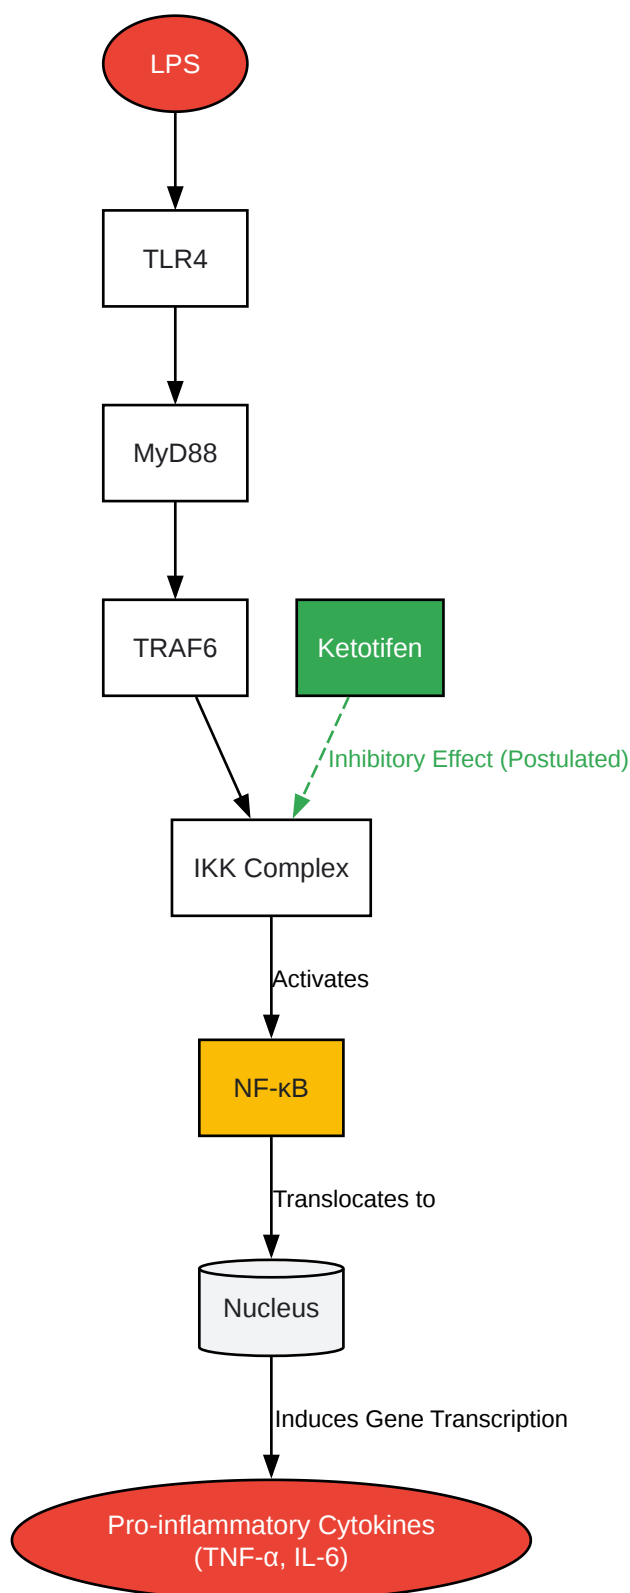 LPS
TLR4
MyD88
TRAF6
Ketotifen
Inhibitory Effect (Postulated)
IKK Complex
Activates
NF-κB
Translocates to
Nucleus
Induces Gene Transcription
Pro-inflammatory Cytokines
(TNF-α, IL-6)